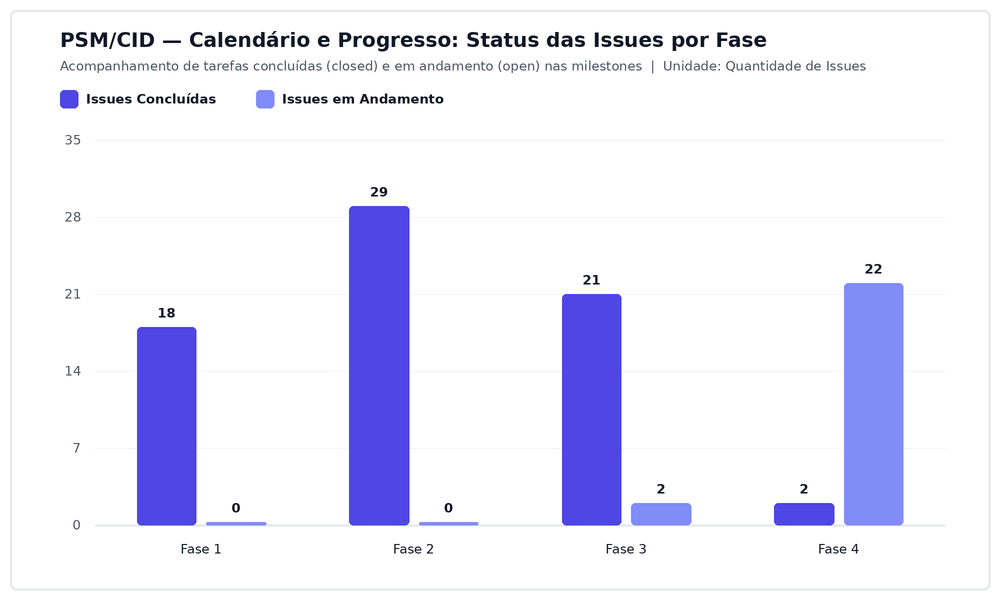 PSM/CID — Calendário e Progresso: Status das Issues por Fase
Acompanhamento de tarefas concluídas (closed) e em andamento (open) nas milestones | Unidade: Quantidade de Issues
Issues Concluídas
Issues em Andamento
35
28
21
14
7
0
18
0
29
0
21
2
2
22
Fase 1
Fase 2
Fase 3
Fase 4